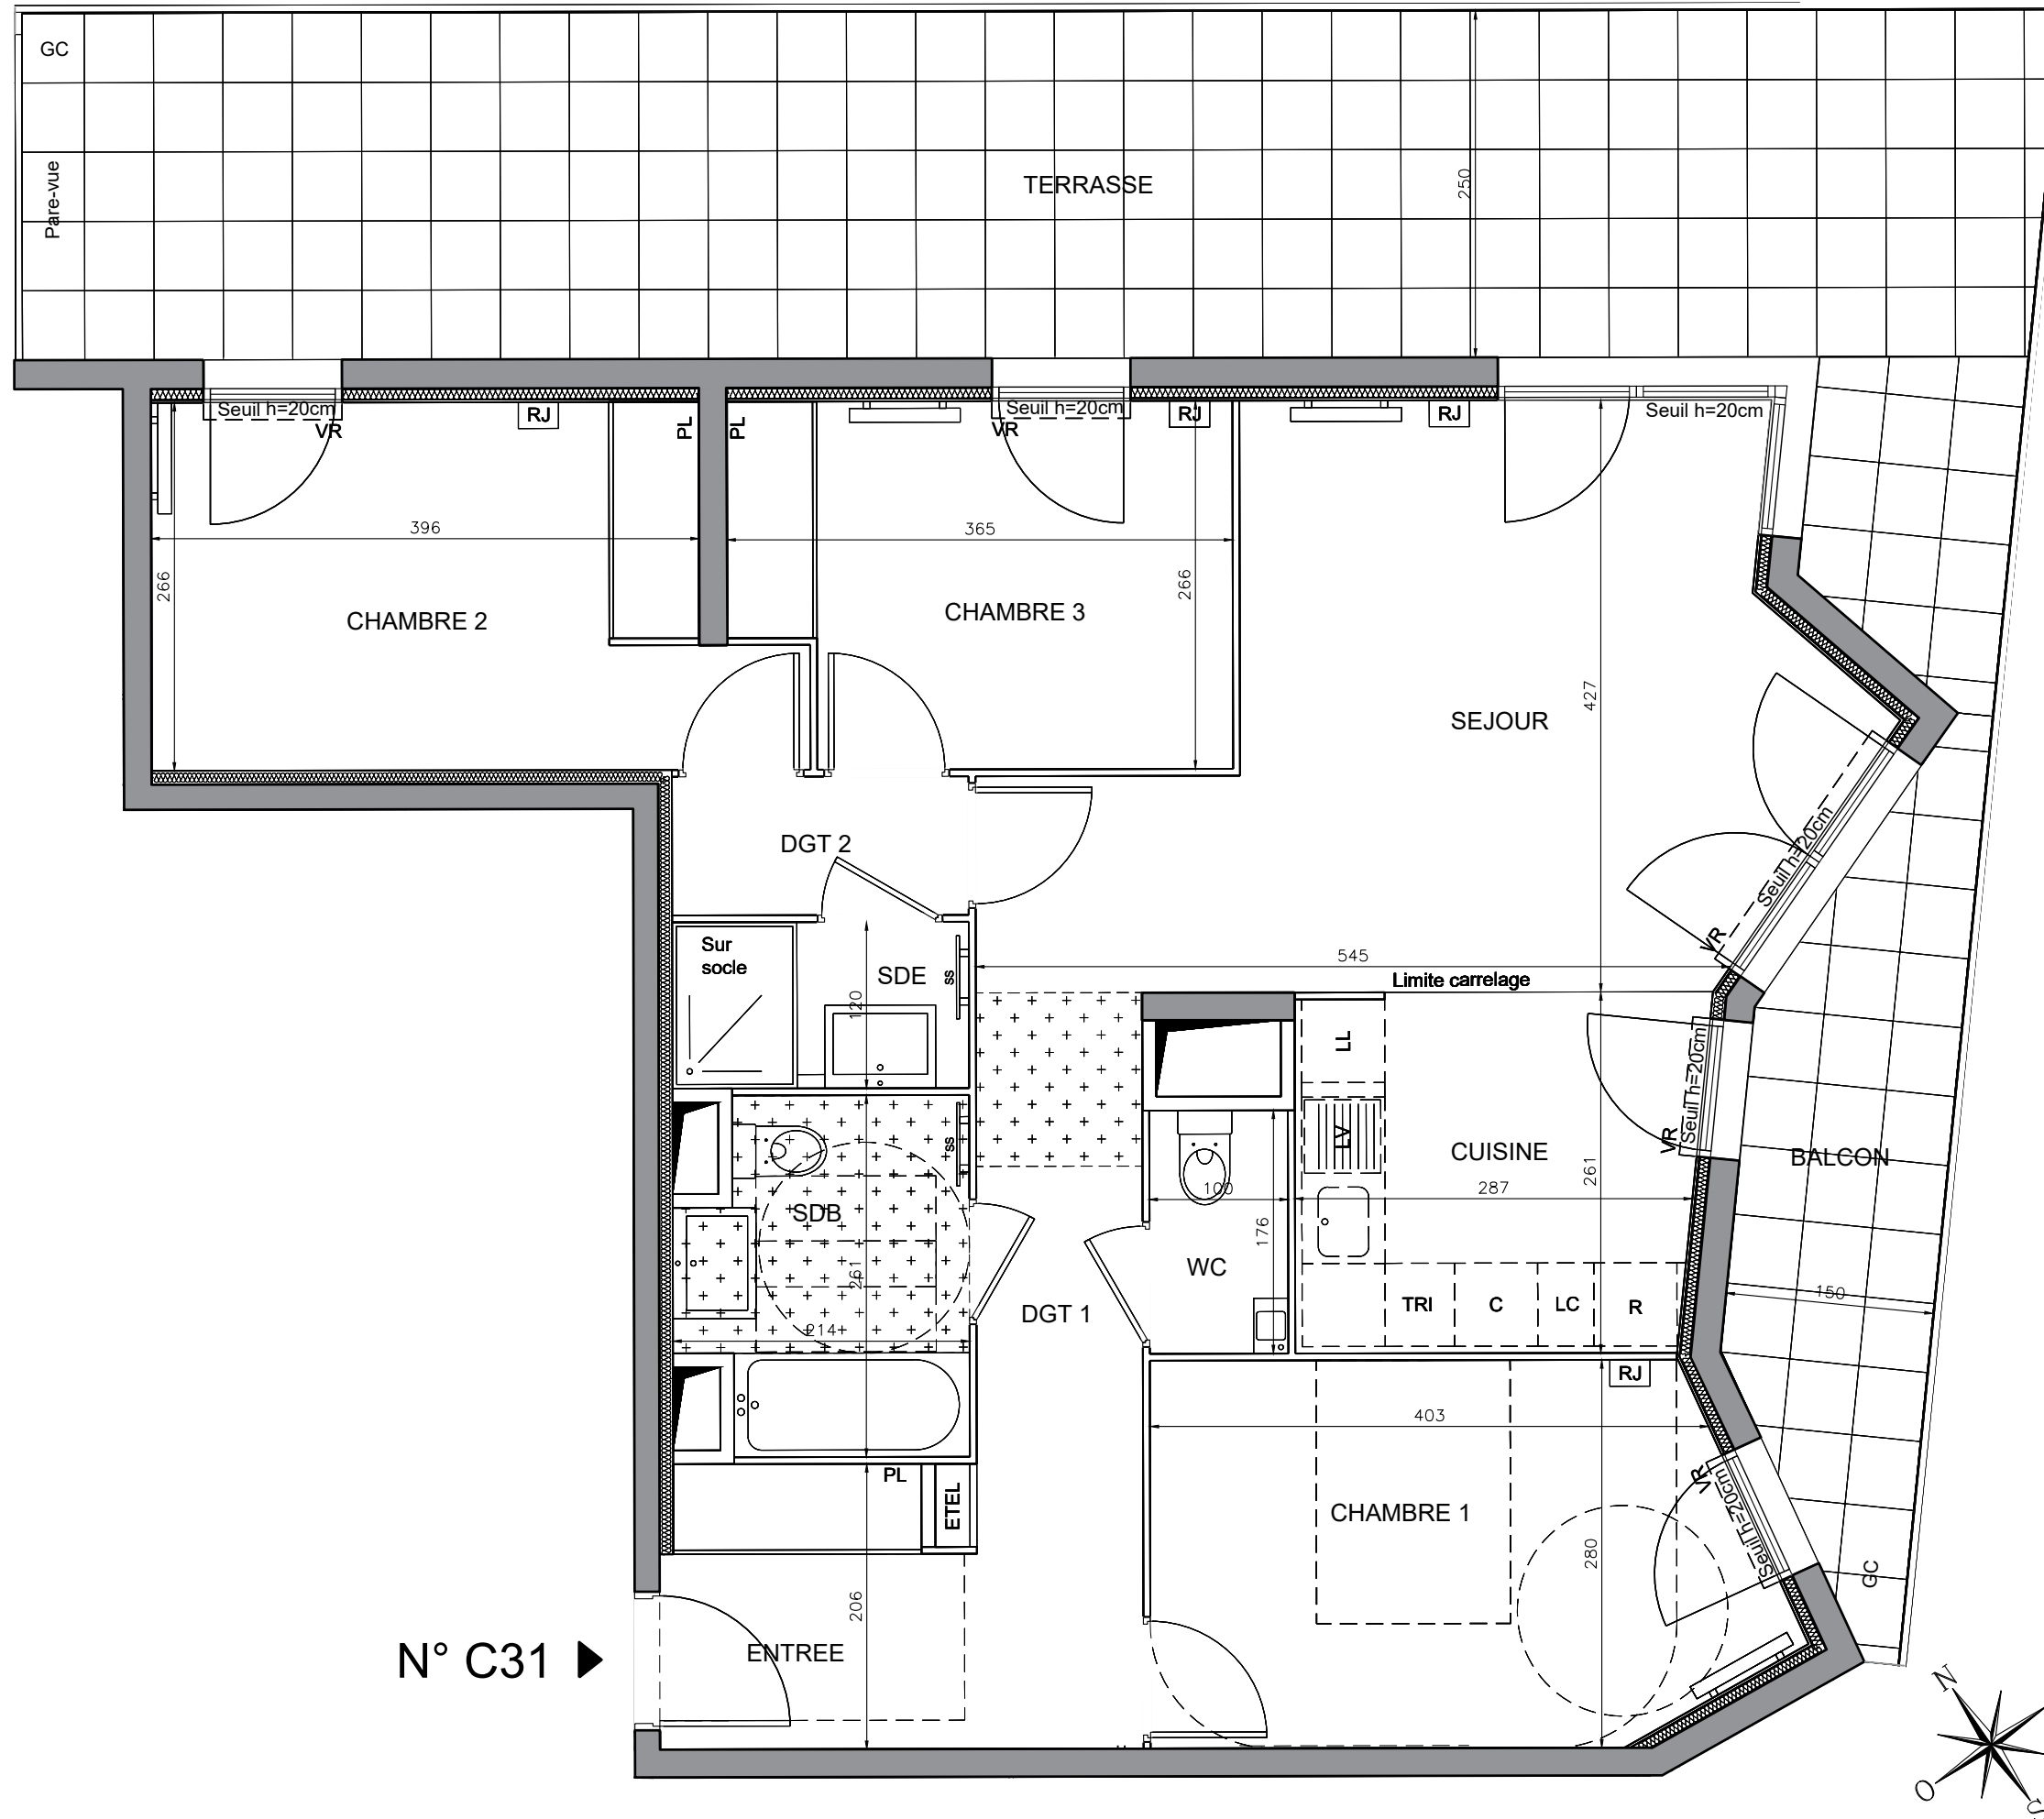 GC
Pare-vue
TERRASSE
250
Seuil h=20cm
VR
RJ
PL
PL
Seuil h=20cm
VR
RJ
RJ
Seuil h=20cm
396
365
266
266
CHAMBRE 2
CHAMBRE 3
SEJOUR
427
DGT 2
Seuil h=20cm
VR
Sur
socle
SDE
ss
120
545
Limite carrelage
LL
LV
CUISINE
261
287
VR
Seuil h=20cm
BALCON
ss
SDB
261
214
100
176
WC
DGT 1
TRI
C
LC
R
150
RJ
403
PL
ETEL
CHAMBRE 1
280
VR
Seuil h=20cm
GC
206
ENTREE
N° C31
N
O